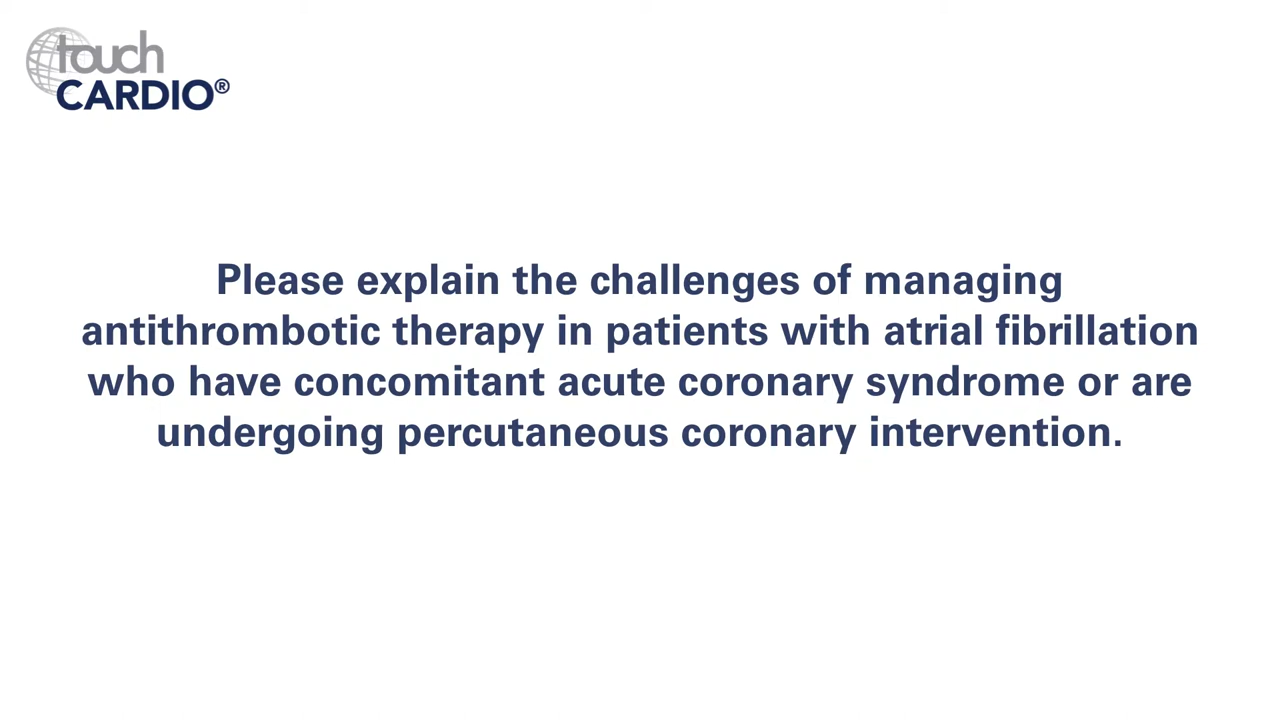 touch
CARDIO®
Please explain the challenges of managing
antithrombotic therapy in patients with atrial fibrillation
who have concomitant acute coronary syndrome or are
undergoing percutaneous coronary intervention.